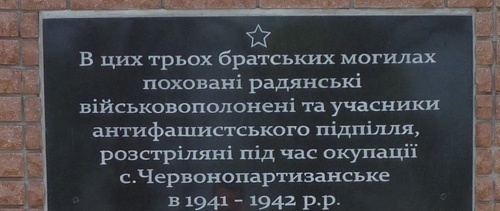 В цих трьох братських могилах
поховані радянські
військовополонені та учасники
антифашистського підпілля,
розстріляні під час окупації
с.Червонопартизанське
в 1941 - 1942 р.р.